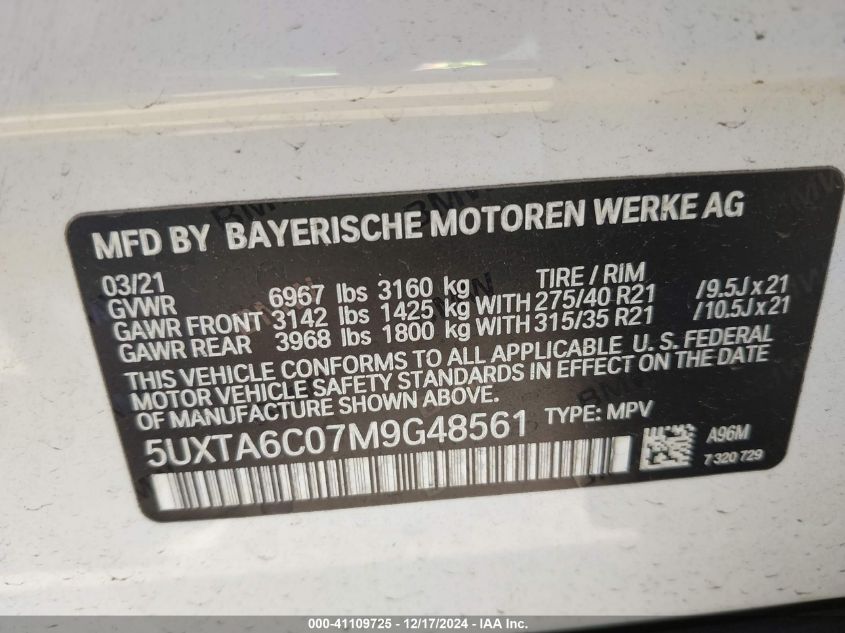 MFD BY BAYERISCHE MOTOREN WERKE AG
03/21 TIRE / RIM
GVWR 6967 lbs 3160 kg
GAWR FRONT 3142 lbs 1425 kg WITH 275/40 R21 /9.5J x 21
GAWR REAR 3968 lbs 1800 kg WITH 315/35 R21 /10.5J x 21
THIS VEHICLE CONFORMS TO ALL APPLICABLE U. S. FEDERAL
MOTOR VEHICLE SAFETY STANDARDS IN EFFECT ON THE DATE
OF MANUFACTURE SHOWN ABOVE.
5UXTA6C07M9G48561 TYPE: MPV
A96M
7 320 729
000-41109725 - 12/17/2024 - IAA Inc.